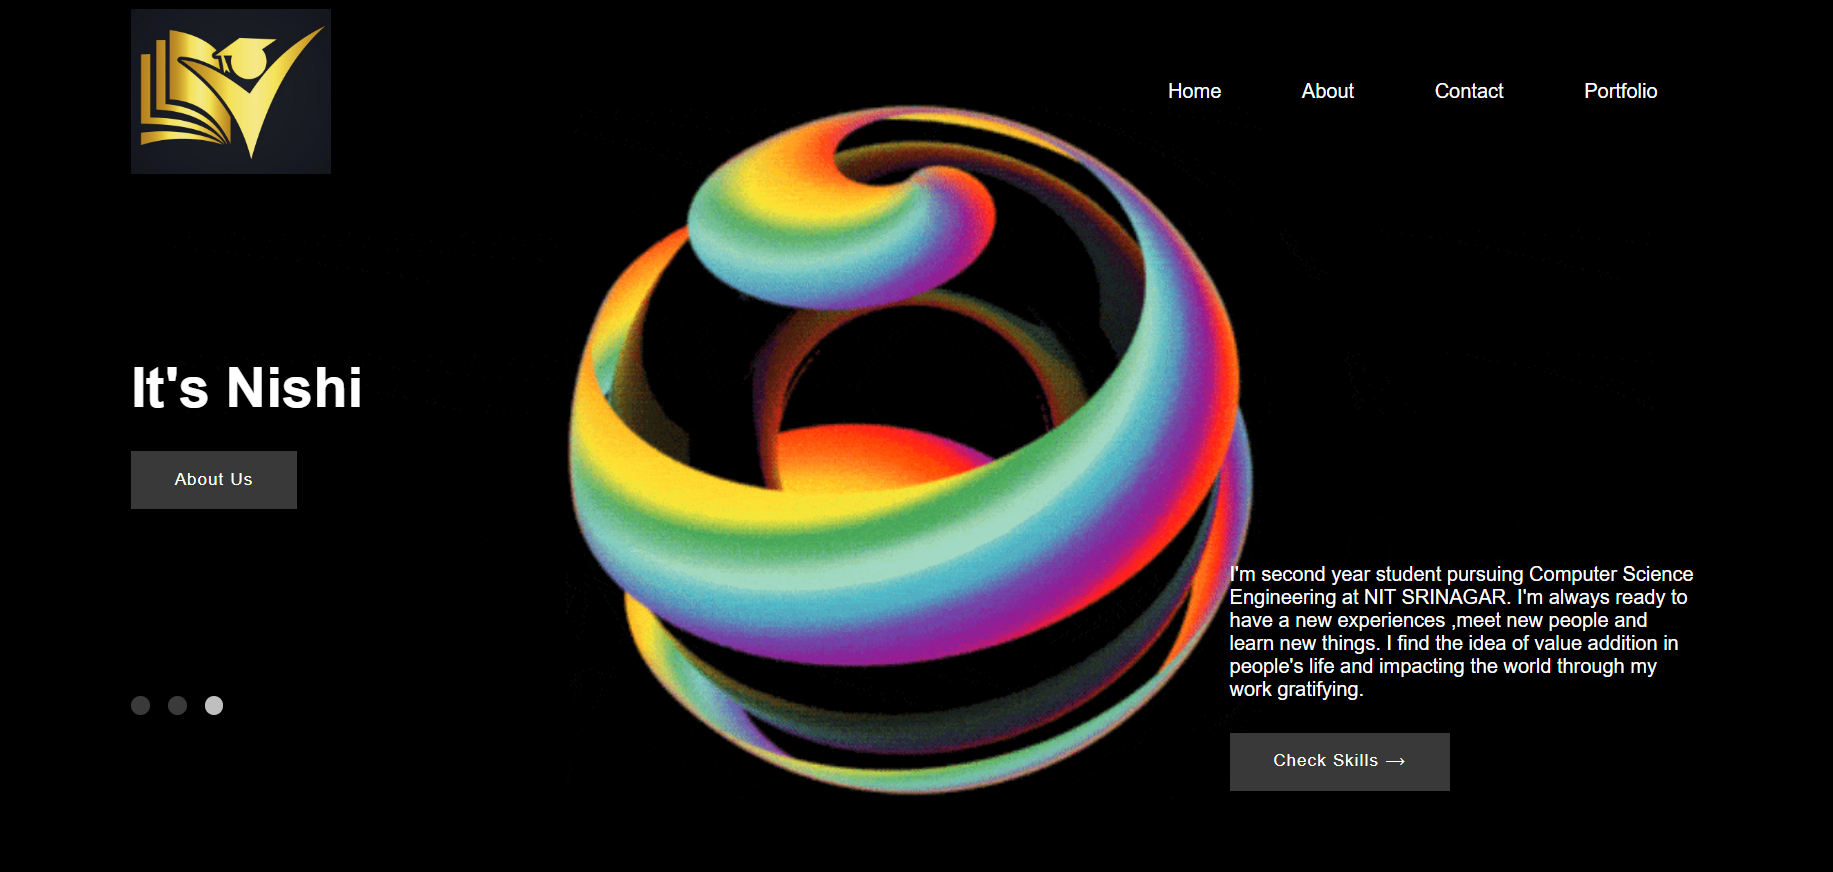 Home About Contact Portfolio
It's Nishi
About Us
I'm second year student pursuing Computer Science
Engineering at NIT SRINAGAR. I'm always ready to
have a new experiences ,meet new people and
learn new things. I find the idea of value addition in
people's life and impacting the world through my
work gratifying.
Check Skills →